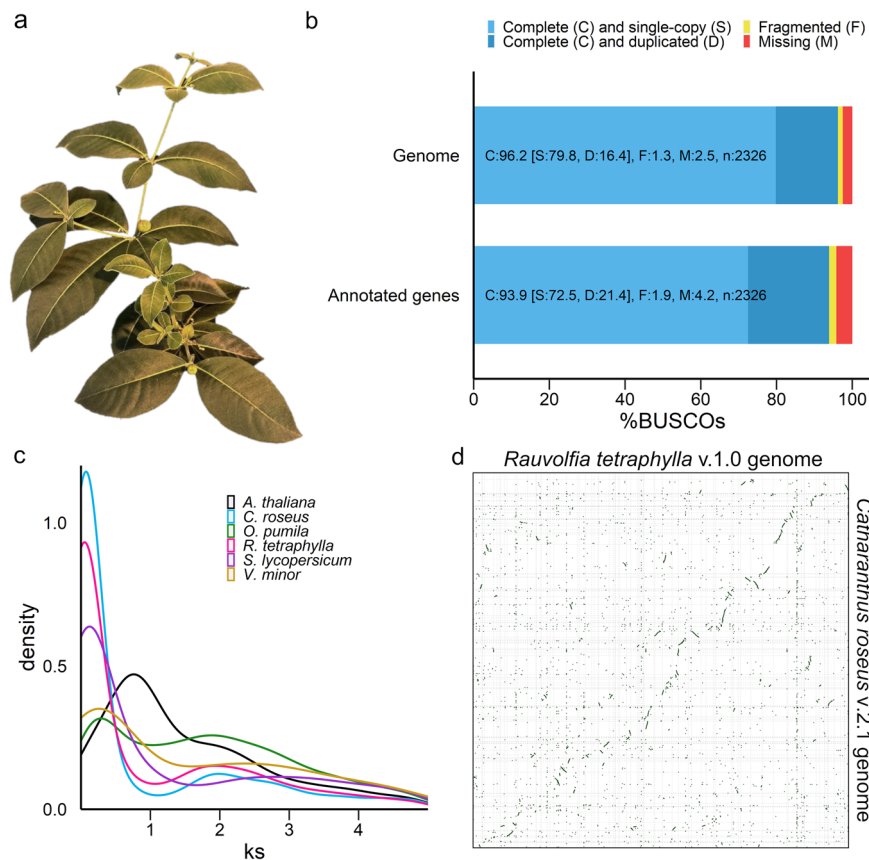 a
b
Complete (C) and single-copy (S)
Fragmented (F)
Complete (C) and duplicated (D)
Missing (M)
Genome
C:96.2 [S:79.8, D:16.4], F:1.3, M:2.5, n:2326
Annotated genes
C:93.9 [S:72.5, D:21.4], F:1.9, M:4.2, n:2326
0 20 40 60 80 100
%BUSCOs
c
A. thaliana
C. roseus
O. pumila
R. tetraphylla
S. lycopersicum
V. minor
1.0
0.5
0.0
density
1 2 3 4
ks
d
Rauvolfia tetraphylla v.1.0 genome
Catharanthus roseus v.2.1 genome